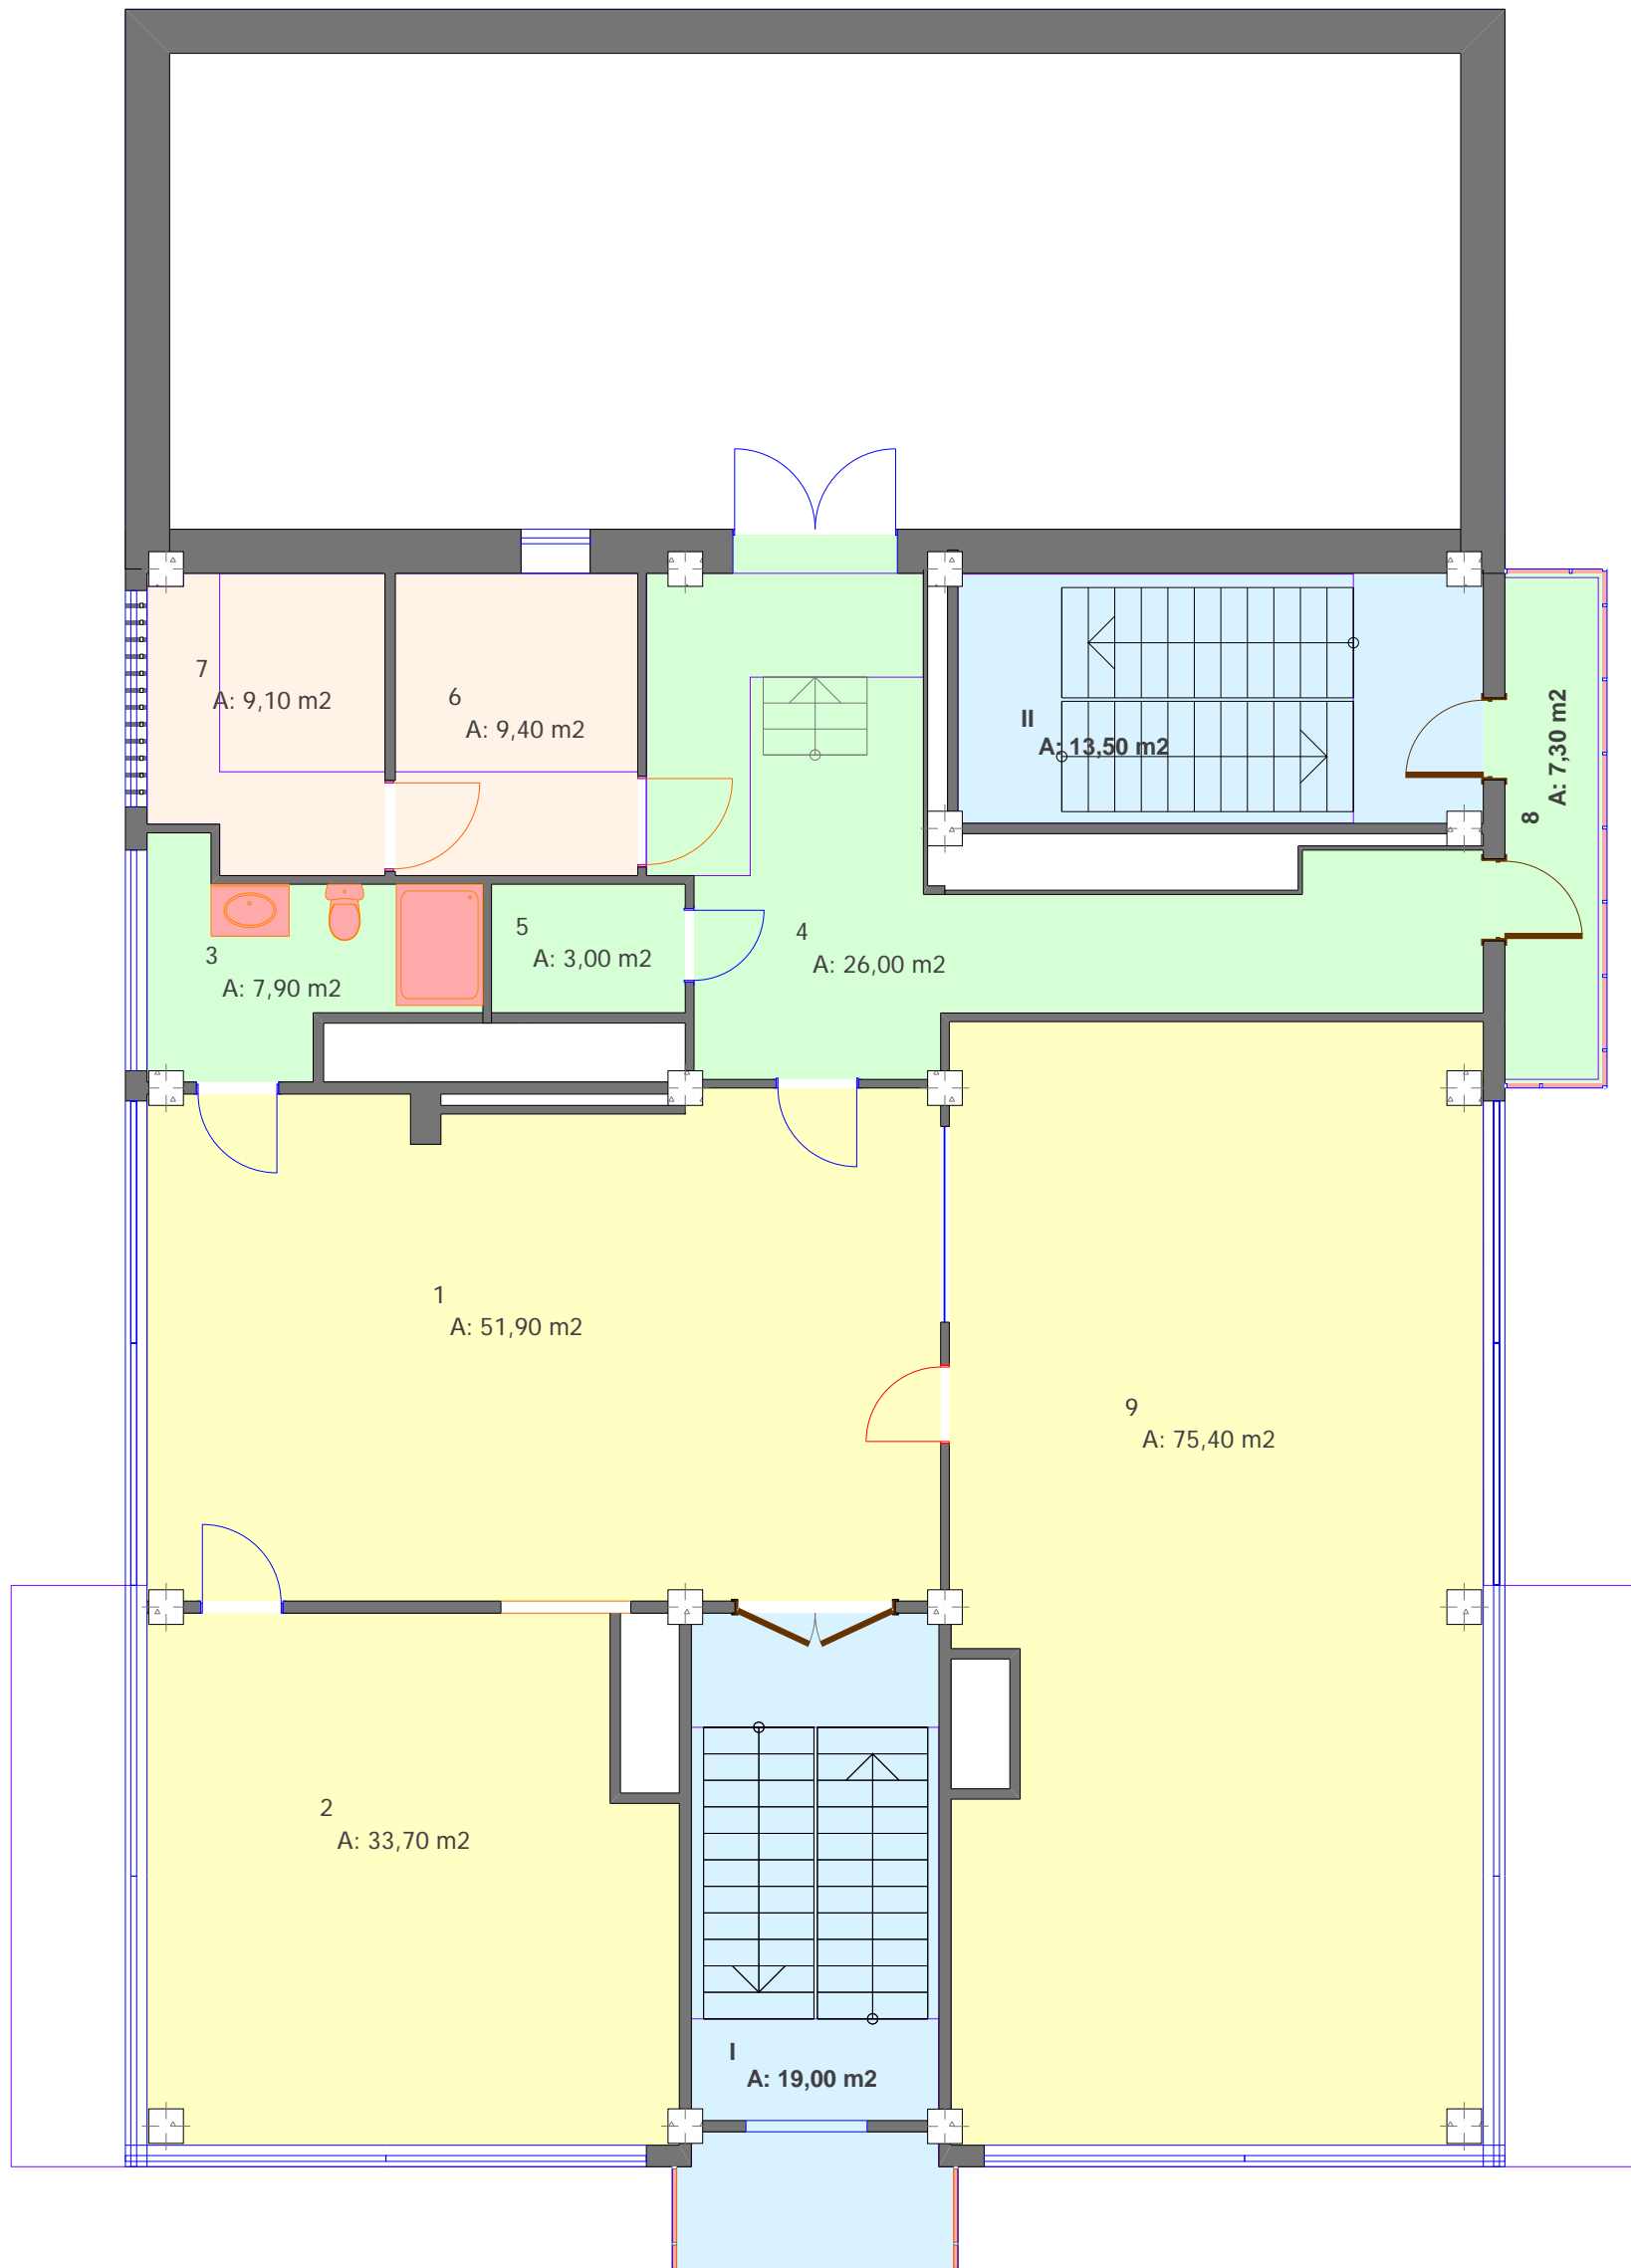 7
A: 9,10 m2
6
A: 9,40 m2
II
A: 13,50 m2
8
A: 7,30 m2
3
A: 7,90 m2
5
A: 3,00 m2
4
A: 26,00 m2
1
A: 51,90 m2
9
A: 75,40 m2
2
A: 33,70 m2
I
A: 19,00 m2